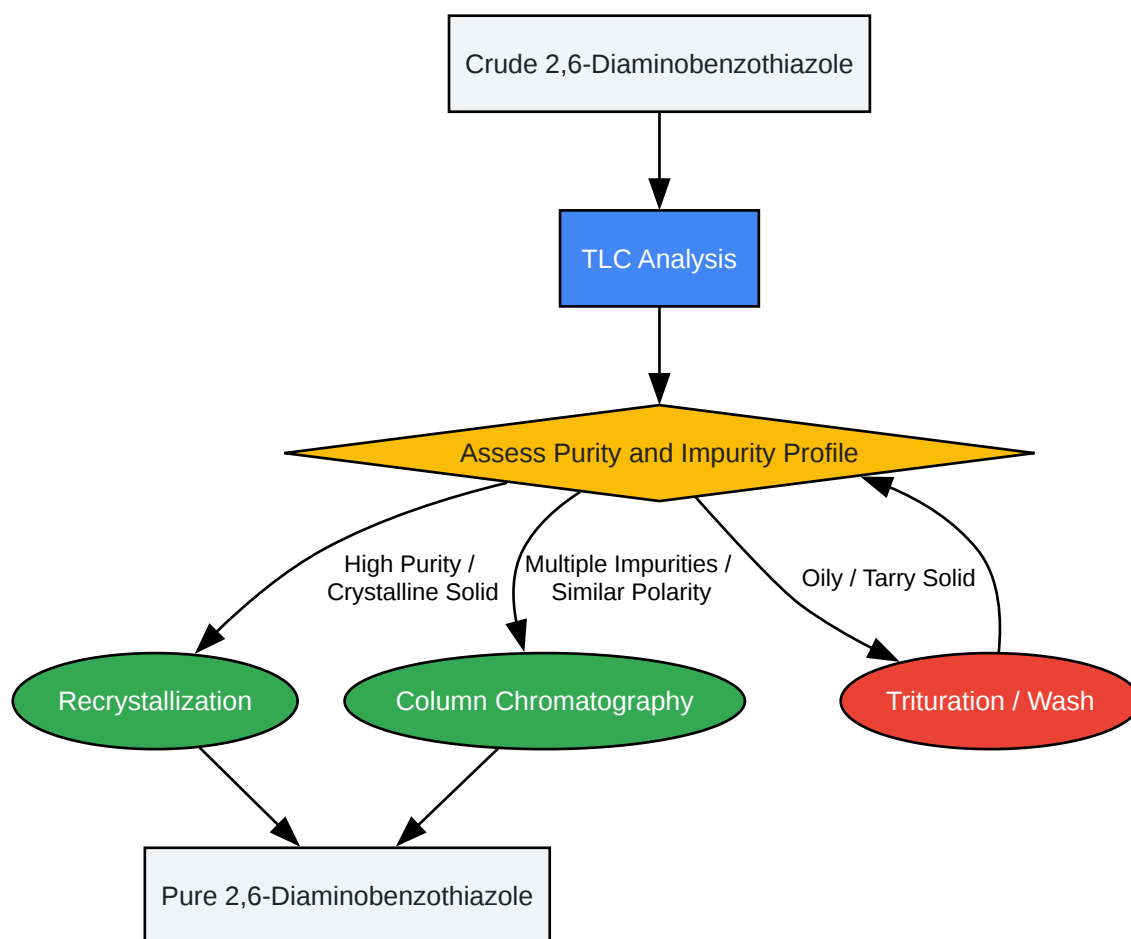 Crude 2,6-Diaminobenzothiazole
TLC Analysis
Assess Purity and Impurity Profile
High Purity /
Crystalline Solid
Multiple Impurities /
Similar Polarity
Oily / Tarry Solid
Recrystallization
Column Chromatography
Trituration / Wash
Pure 2,6-Diaminobenzothiazole